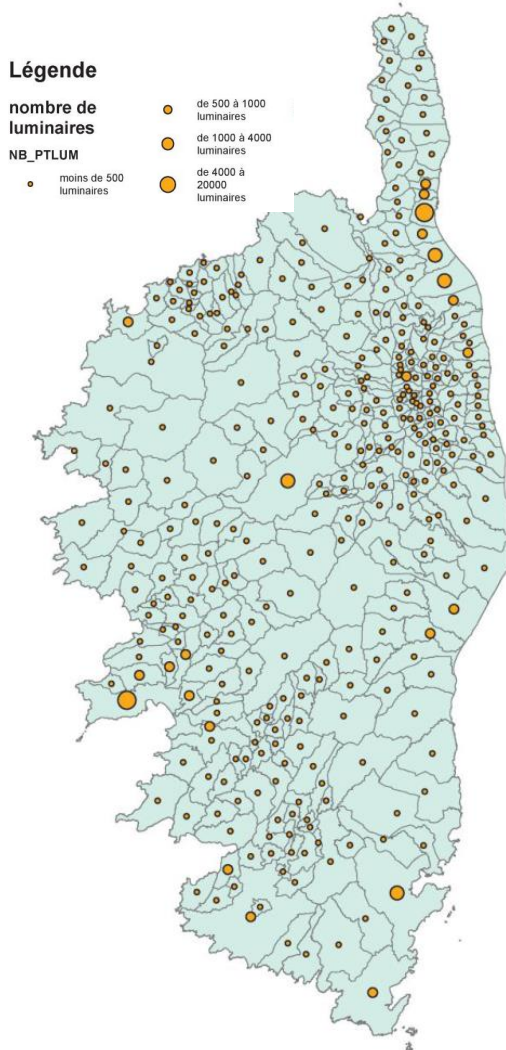 Légende
nombre de
luminaires
NB_PTLUM
moins de 500
luminaires
de 500 à 1000
luminaires
de 1000 à 4000
luminaires
de 4000 à
20000
luminaires